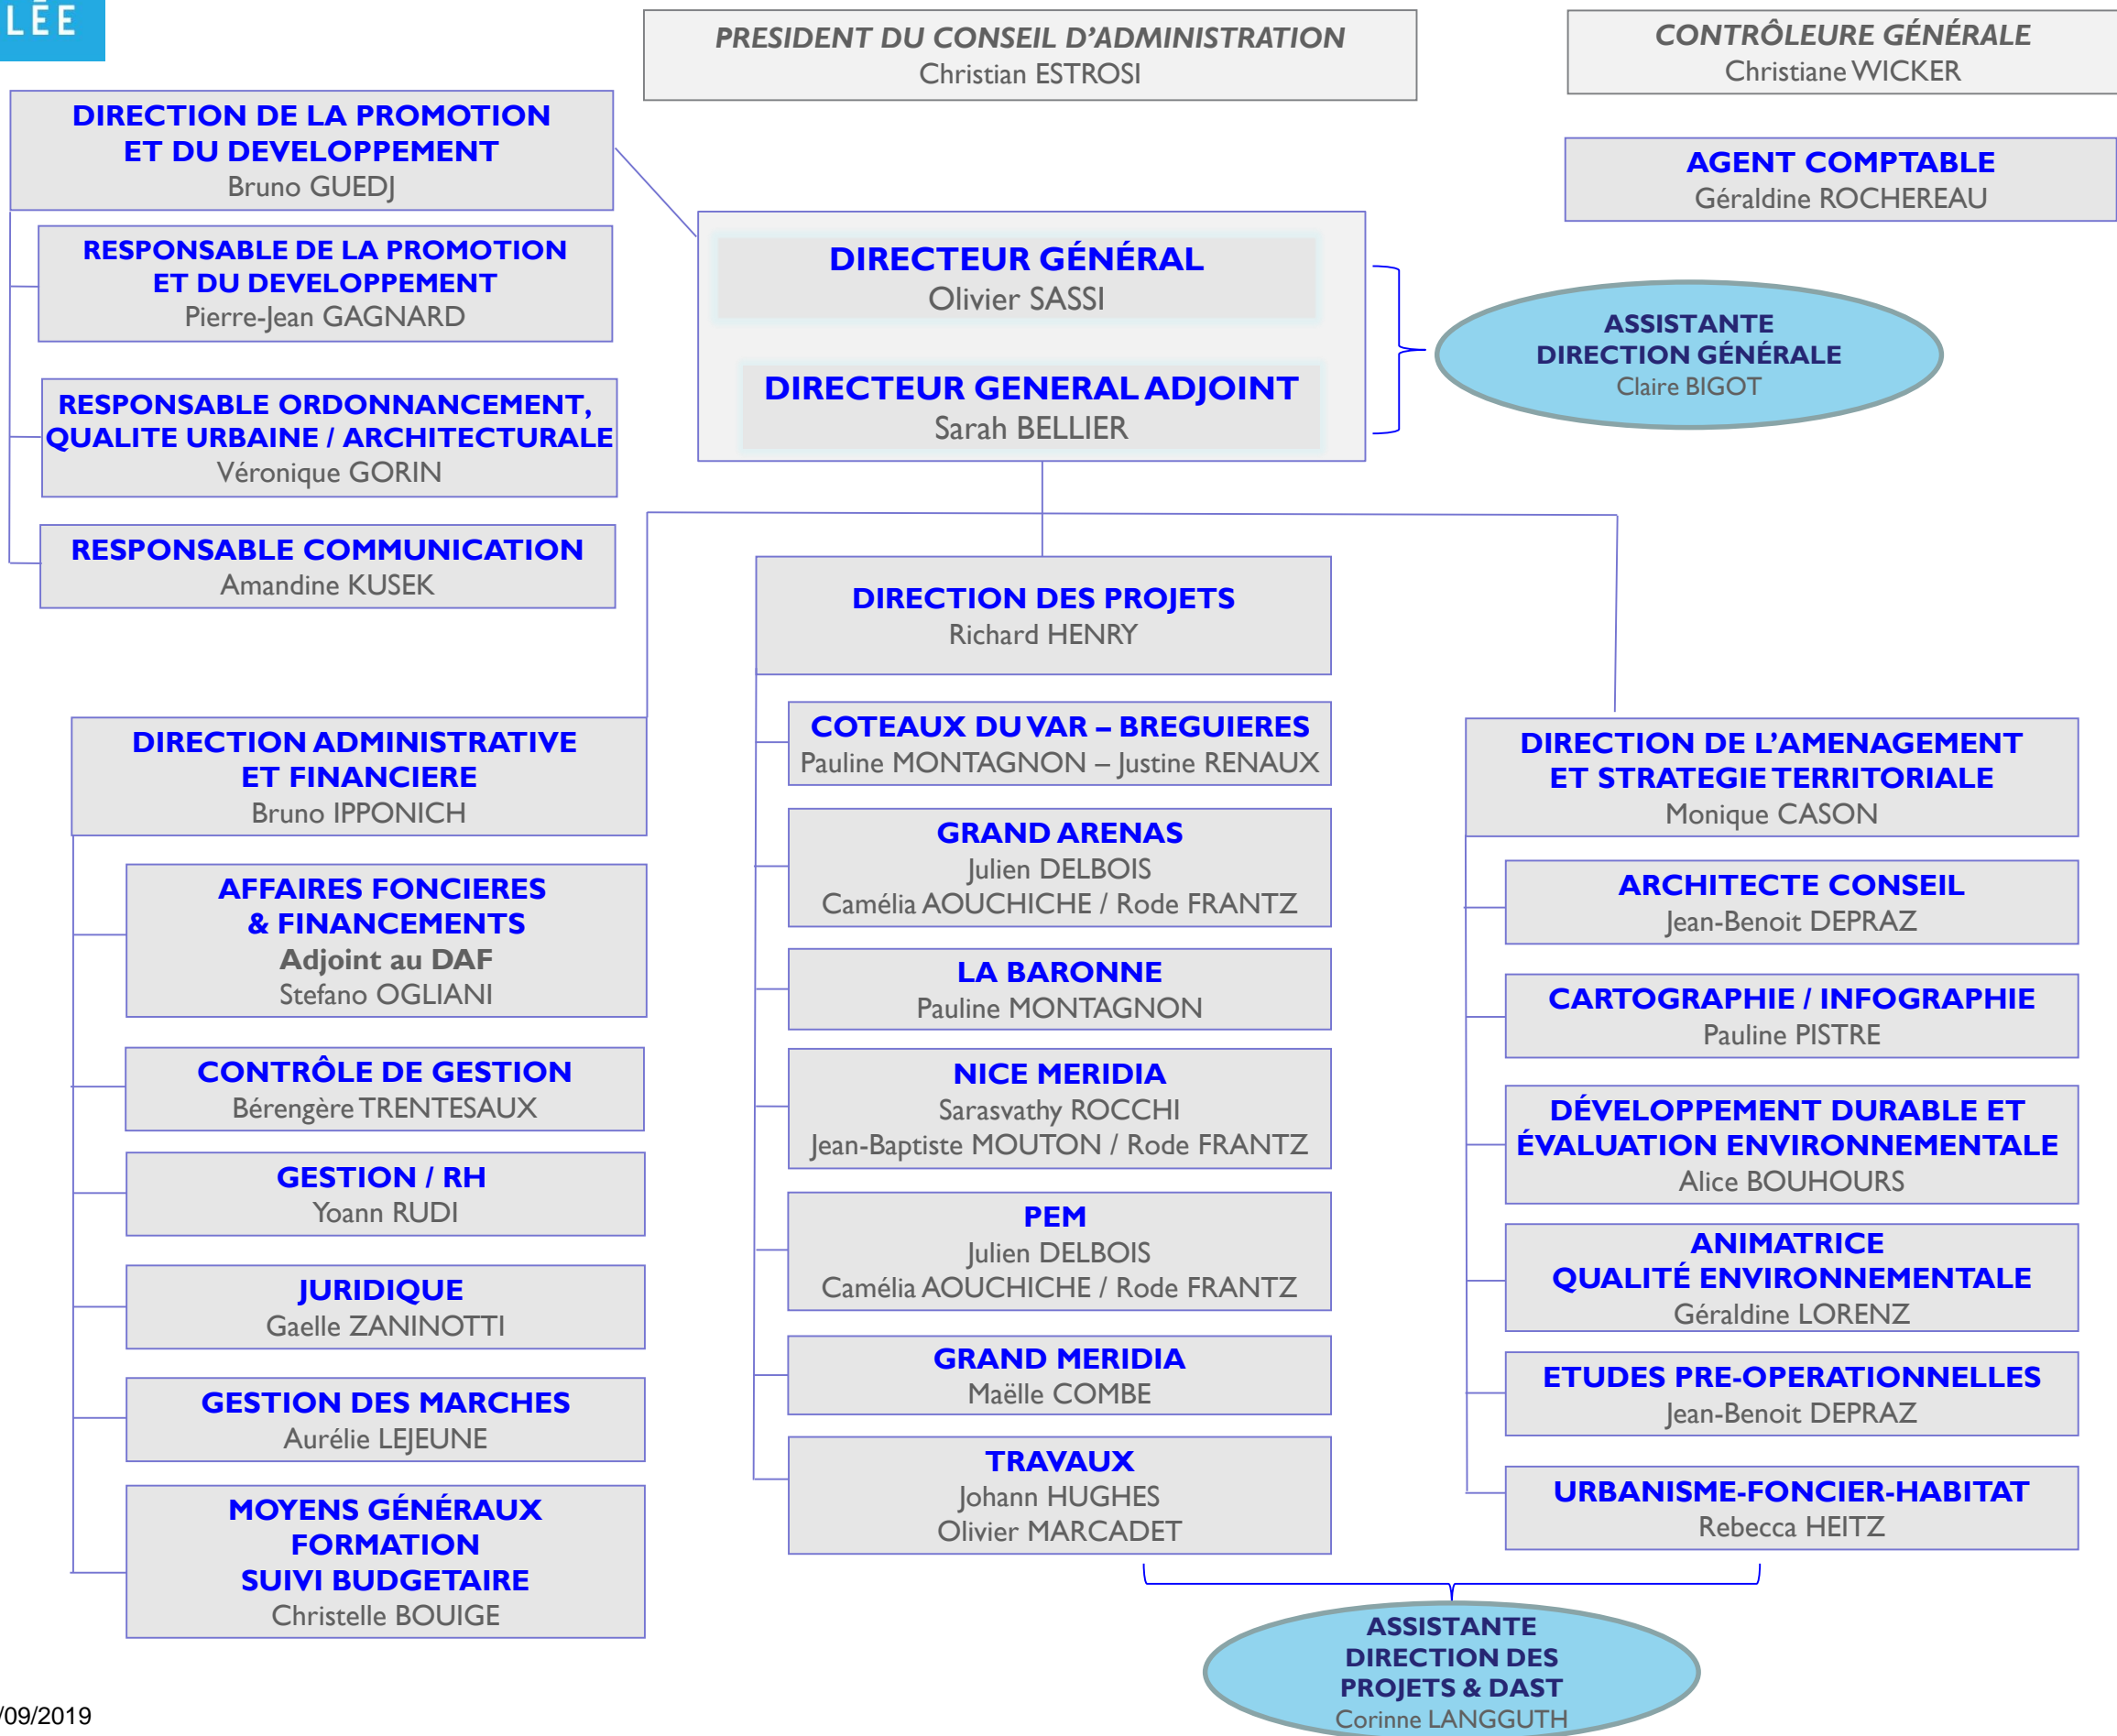 LÉE
PRESIDENT DU CONSEIL D'ADMINISTRATION
Christian ESTROSI
CONTRÔLEURE GÉNÉRALE
Christiane WICKER
AGENT COMPTABLE
Géraldine ROCHEREAU
DIRECTION DE LA PROMOTION
ET DU DEVELOPPEMENT
Bruno GUEDJ
RESPONSABLE DE LA PROMOTION
ET DU DEVELOPPEMENT
Pierre-Jean GAGNARD
RESPONSABLE ORDONNANCEMENT,
QUALITE URBAINE / ARCHITECTURALE
Véronique GORIN
RESPONSABLE COMMUNICATION
Amandine KUSEK
DIRECTEUR GÉNÉRAL
Olivier SASSI
DIRECTEUR GENERAL ADJOINT
Sarah BELLIER
ASSISTANTE
DIRECTION GÉNÉRALE
Claire BIGOT
DIRECTION ADMINISTRATIVE
ET FINANCIERE
Bruno IPPONICH
AFFAIRES FONCIERES
& FINANCEMENTS
Adjoint au DAF
Stefano OGLIANI
CONTRÔLE DE GESTION
Bérengère TRENTESAUX
GESTION / RH
Yoann RUDI
JURIDIQUE
Gaelle ZANINOTTI
GESTION DES MARCHES
Aurélie LEJEUNE
MOYENS GÉNÉRAUX
FORMATION
SUIVI BUDGETAIRE
Christelle BOUIGE
DIRECTION DES PROJETS
Richard HENRY
COTEAUX DU VAR – BREGUIERES
Pauline MONTAGNON – Justine RENAUX
GRAND ARENAS
Julien DELBOIS
Camélia AOUCHICHE / Rode FRANTZ
LA BARONNE
Pauline MONTAGNON
NICE MERIDIA
Sarasvathy ROCCHI
Jean-Baptiste MOUTON / Rode FRANTZ
PEM
Julien DELBOIS
Camélia AOUCHICHE / Rode FRANTZ
GRAND MERIDIA
Maëlle COMBE
TRAVAUX
Johann HUGHES
Olivier MARCADET
DIRECTION DE L'AMENAGEMENT
ET STRATEGIE TERRITORIALE
Monique CASON
ARCHITECTE CONSEIL
Jean-Benoit DEPRAZ
CARTOGRAPHIE / INFOGRAPHIE
Pauline PISTRE
DÉVELOPPEMENT DURABLE ET
ÉVALUATION ENVIRONNEMENTALE
Alice BOUHOURS
ANIMATRICE
QUALITÉ ENVIRONNEMENTALE
Géraldine LORENZ
ETUDES PRE-OPERATIONNELLES
Jean-Benoit DEPRAZ
URBANISME-FONCIER-HABITAT
Rebecca HEITZ
ASSISTANTE
DIRECTION DES
PROJETS & DAST
Corinne LANGGUTH
/09/2019